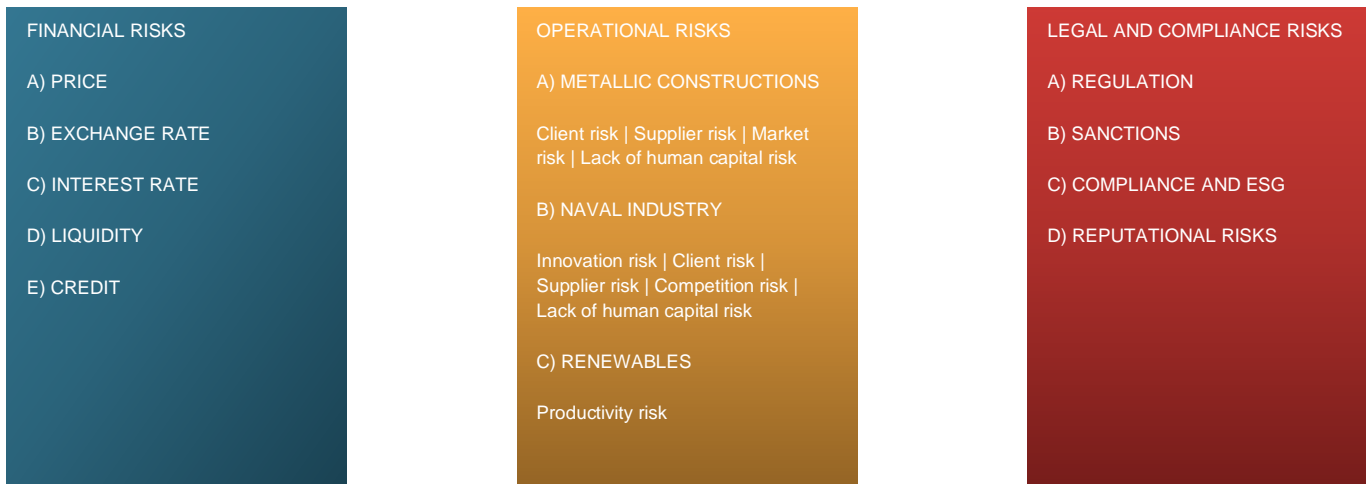 FINANCIAL RISKS
A) PRICE
B) EXCHANGE RATE
C) INTEREST RATE
D) LIQUIDITY
E) CREDIT
OPERATIONAL RISKS
A) METALLIC CONSTRUCTIONS
Client risk | Supplier risk | Market
risk | Lack of human capital risk
B) NAVAL INDUSTRY
Innovation risk | Client risk |
Supplier risk | Competition risk |
Lack of human capital risk
C) RENEWABLES
Productivity risk
LEGAL AND COMPLIANCE RISKS
A) REGULATION
B) SANCTIONS
C) COMPLIANCE AND ESG
D) REPUTATIONAL RISKS